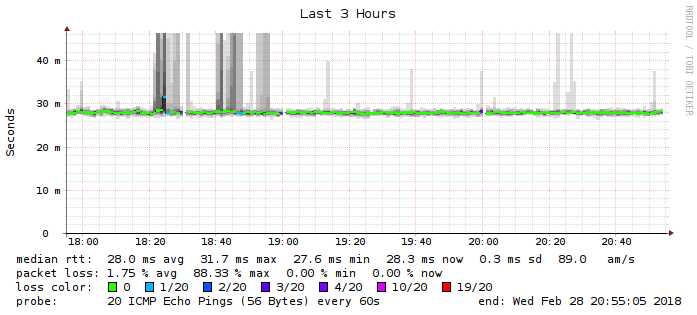 Last 3 Hours
RRDTOOL / TOBI OETIKER
Seconds
40 m
30 m
20 m
10 m
0
18:00 18:20 18:40 19:00 19:20 19:40 20:00 20:20 20:40
median rtt: 28.0 ms avg 31.7 ms max 27.6 ms min 28.3 ms now 0.3 ms sd 89.0 am/s
packet loss: 1.75 % avg 88.33 % max 0.00 % min 0.00 % now
loss color: 0 1/20 2/20 3/20 4/20 10/20 19/20
probe: 20 ICMP Echo Pings (56 Bytes) every 60s end: Wed Feb 28 20:55:05 2018